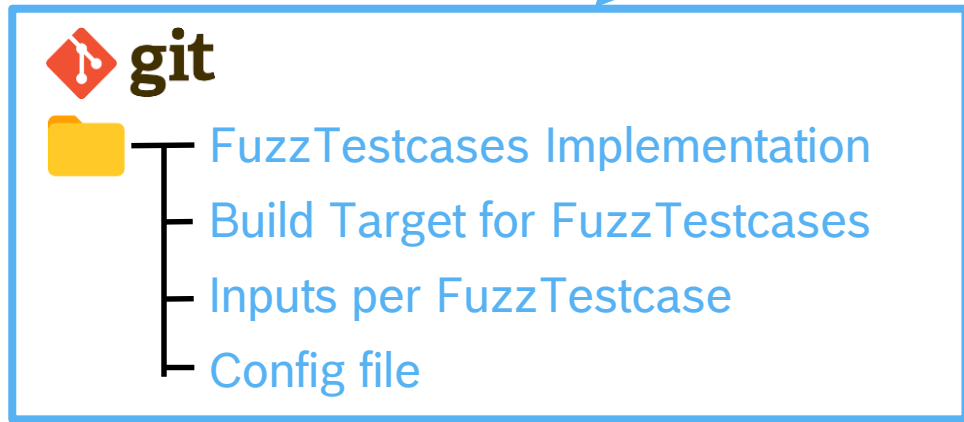 git
FuzzTestcases Implementation
Build Target for FuzzTestcases
Inputs per FuzzTestcase
Config file